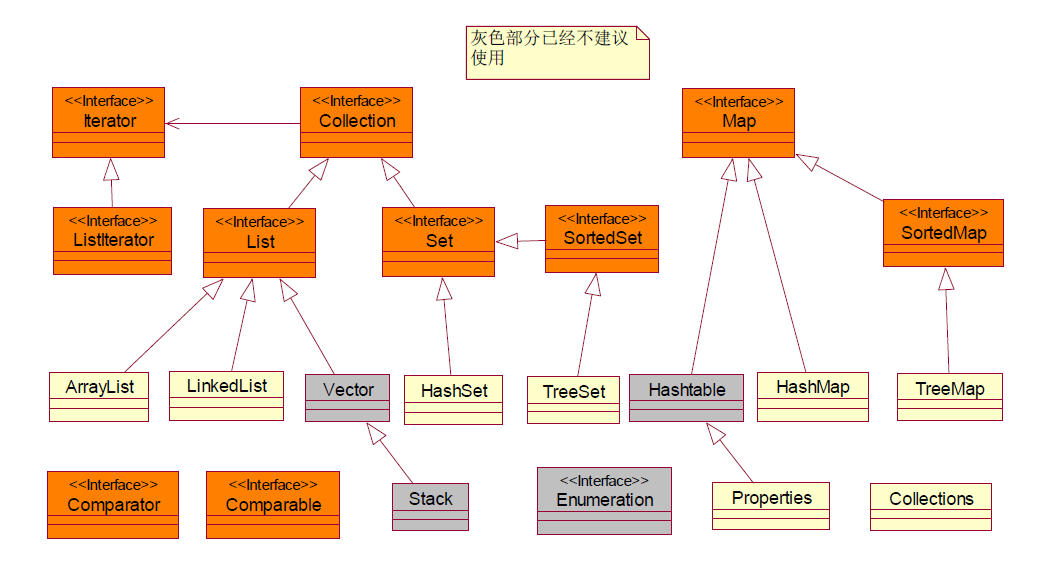 灰色部分已经不建议
使用
<<Interface>>
Iterator
<<Interface>>
Collection
<<Interface>>
Map
<<Interface>>
ListIterator
<<Interface>>
List
<<Interface>>
Set
<<Interface>>
SortedSet
<<Interface>>
SortedMap
ArrayList
LinkedList
Vector
HashSet
TreeSet
Hashtable
HashMap
TreeMap
<<Interface>>
Comparator
<<Interface>>
Comparable
Stack
<<Interface>>
Enumeration
Properties
Collections